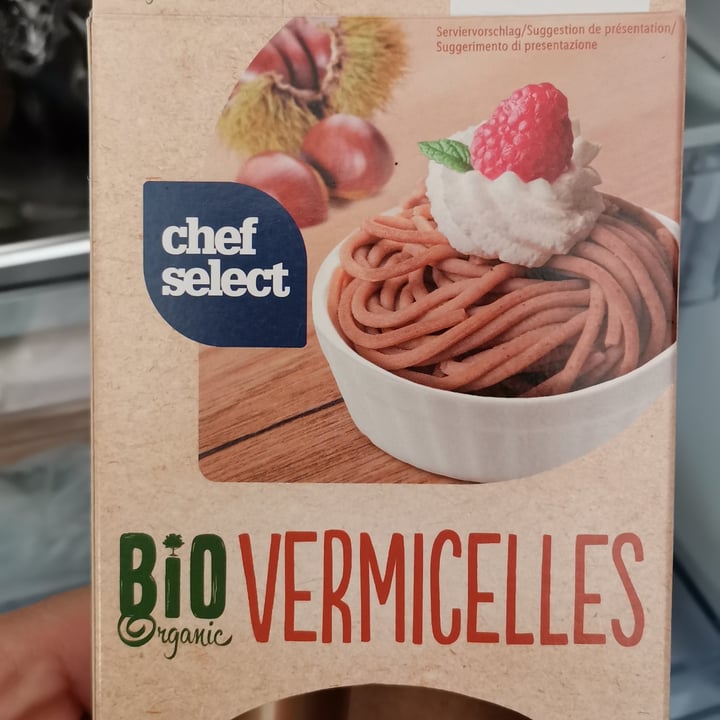 Serviervorschlag/Suggestion de présentation/
Suggerimento di presentazione
chef
select
BiO
Organic
VERMICELLES